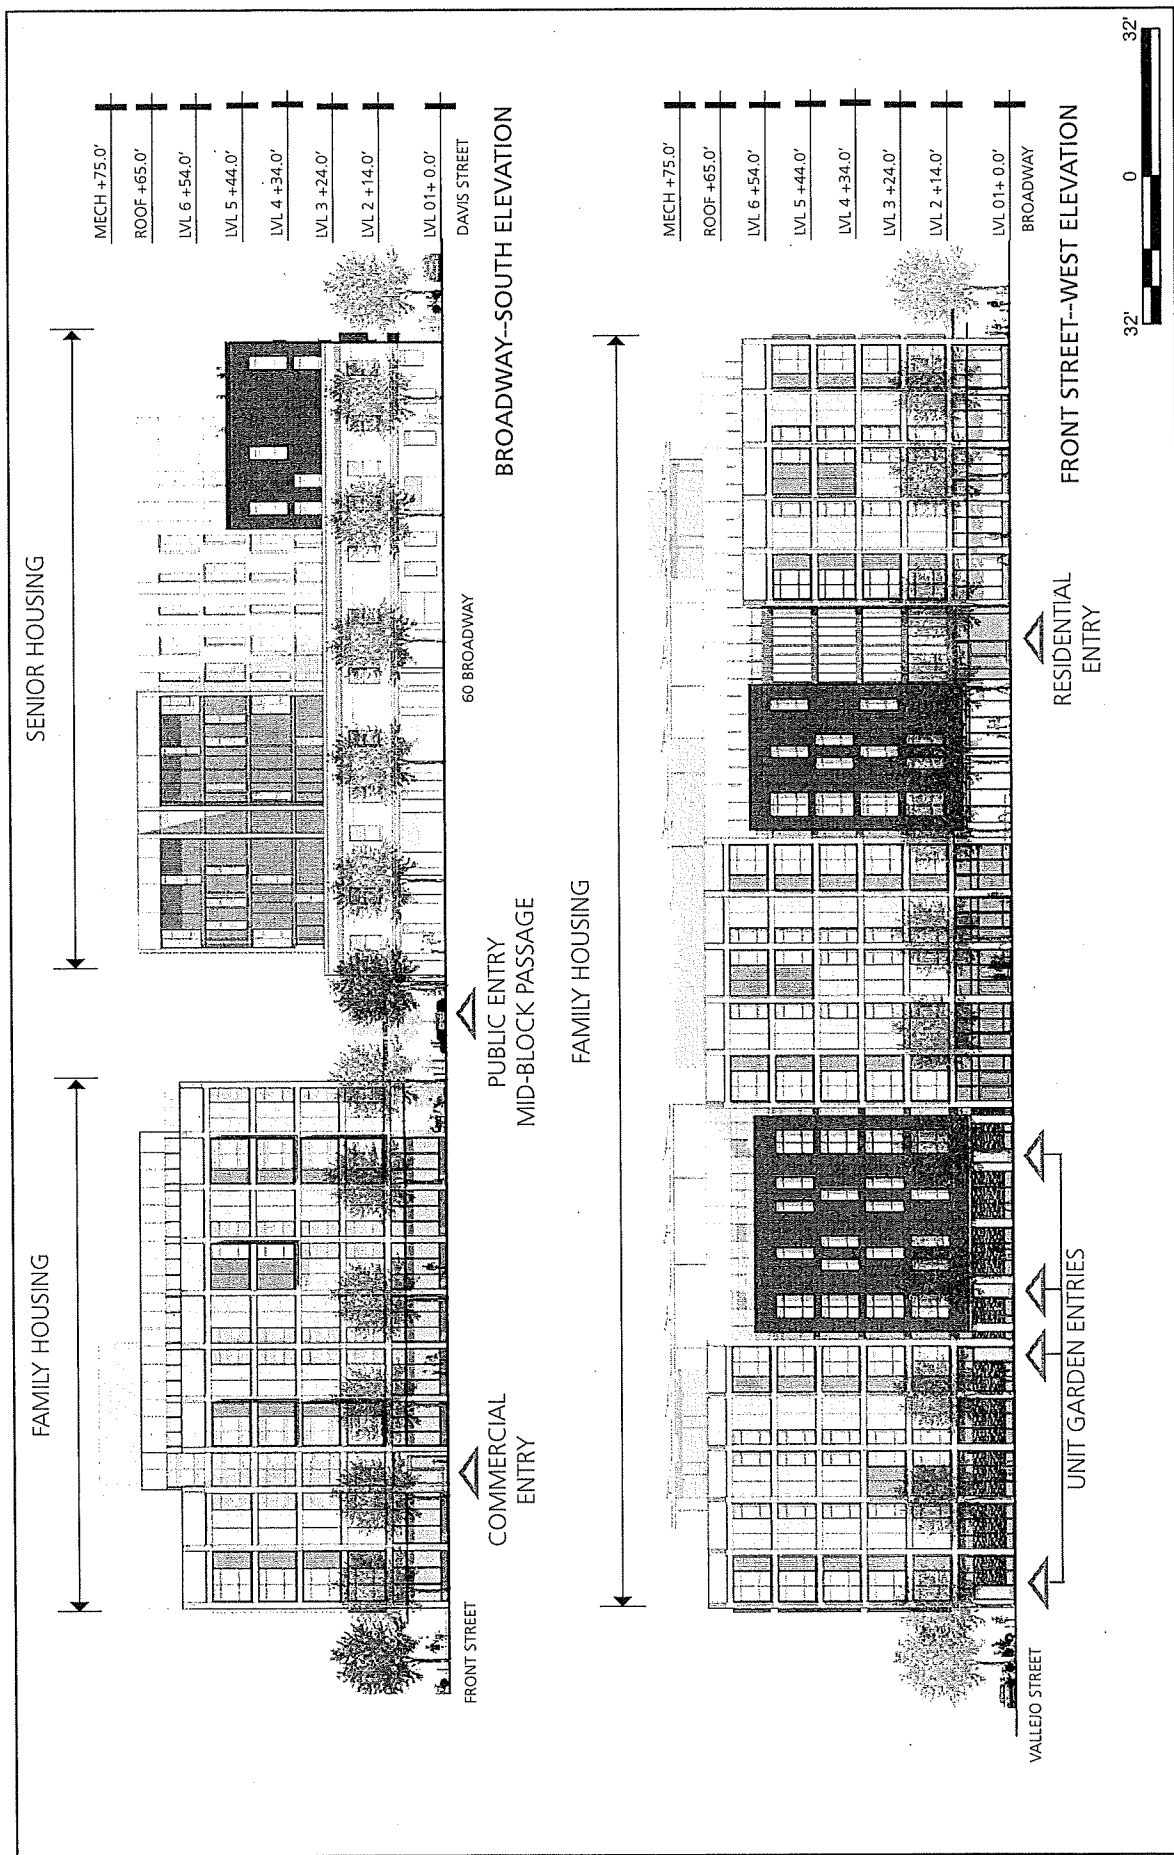 FAMILY HOUSING
SENIOR HOUSING
MECH +75.0'
ROOF +65.0'
LVL 6 +54.0'
LVL 5 +44.0'
LVL 4 +34.0'
LVL 3 +24.0'
LVL 2 +14.0'
LVL 01+ 0.0'
FRONT STREET
COMMERCIAL
ENTRY
PUBLIC ENTRY
MID-BLOCK PASSAGE
60 BROADWAY
DAVIS STREET
BROADWAY--SOUTH ELEVATION
FAMILY HOUSING
MECH +75.0'
ROOF +65.0'
LVL 6 +54.0'
LVL 5 +44.0'
LVL 4 +34.0'
LVL 3 +24.0'
LVL 2 +14.0'
LVL 01+ 0.0'
VALLEJO STREET
UNIT GARDEN ENTRIES
RESIDENTIAL
ENTRY
BROADWAY
FRONT STREET--WEST ELEVATION
32' 0 32'